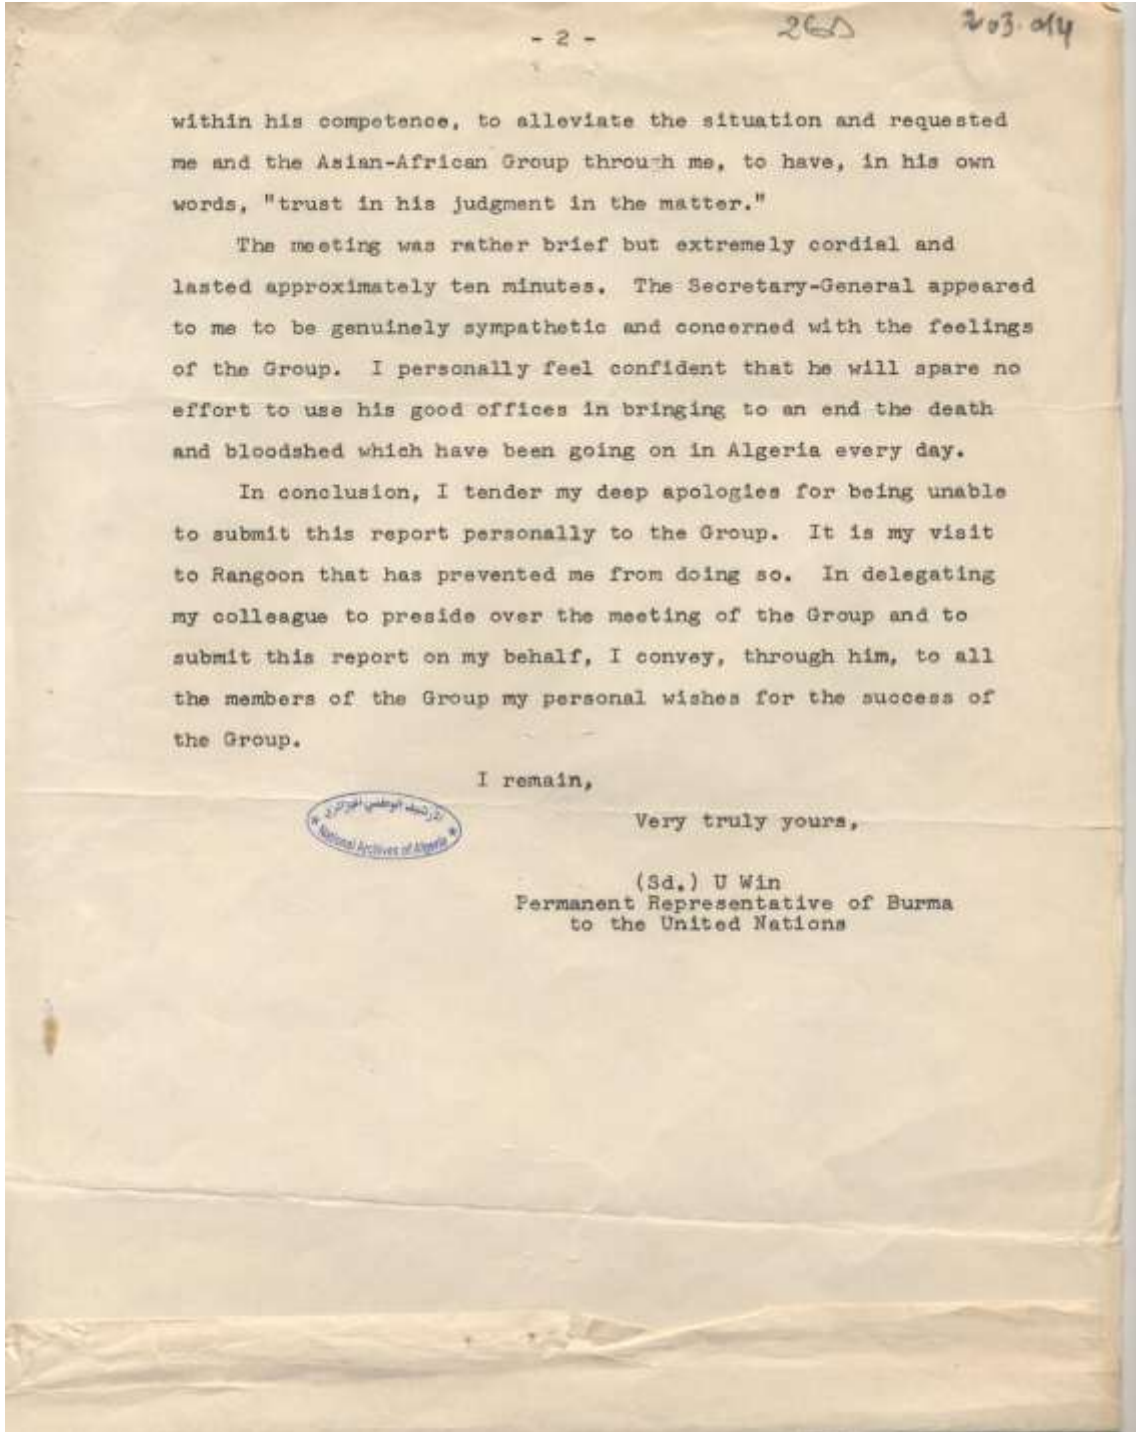 - 2 -
203.014
within his competence, to alleviate the situation and requested
me and the Asian-African Group through me, to have, in his own
words, "trust in his judgment in the matter."
The meeting was rather brief but extremely cordial and
lasted approximately ten minutes. The Secretary-General appeared
to me to be genuinely sympathetic and concerned with the feelings
of the Group. I personally feel confident that he will spare no
effort to use his good offices in bringing to an end the death
and bloodshed which have been going on in Algeria every day.
In conclusion, I tender my deep apologies for being unable
to submit this report personally to the Group. It is my visit
to Rangoon that has prevented me from doing so. In delegating
my colleague to preside over the meeting of the Group and to
submit this report on my behalf, I convey, through him, to all
the members of the Group my personal wishes for the success of
the Group.
I remain,
الأرشيف الوطني الجزائري
National Archives of Algeria
Very truly yours,
(Sd.) U Win
Permanent Representative of Burma
to the United Nations